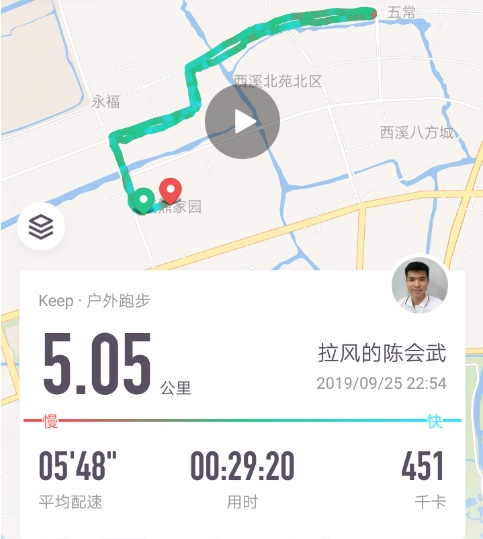 五常
西溪北苑北区
永福
西溪八方城
鼎家园
Keep · 户外跑步
5.05 公里
拉风的陈会武
2019/09/25 22:54
慢
快
05'48"
00:29:20
451
平均配速
用时
千卡